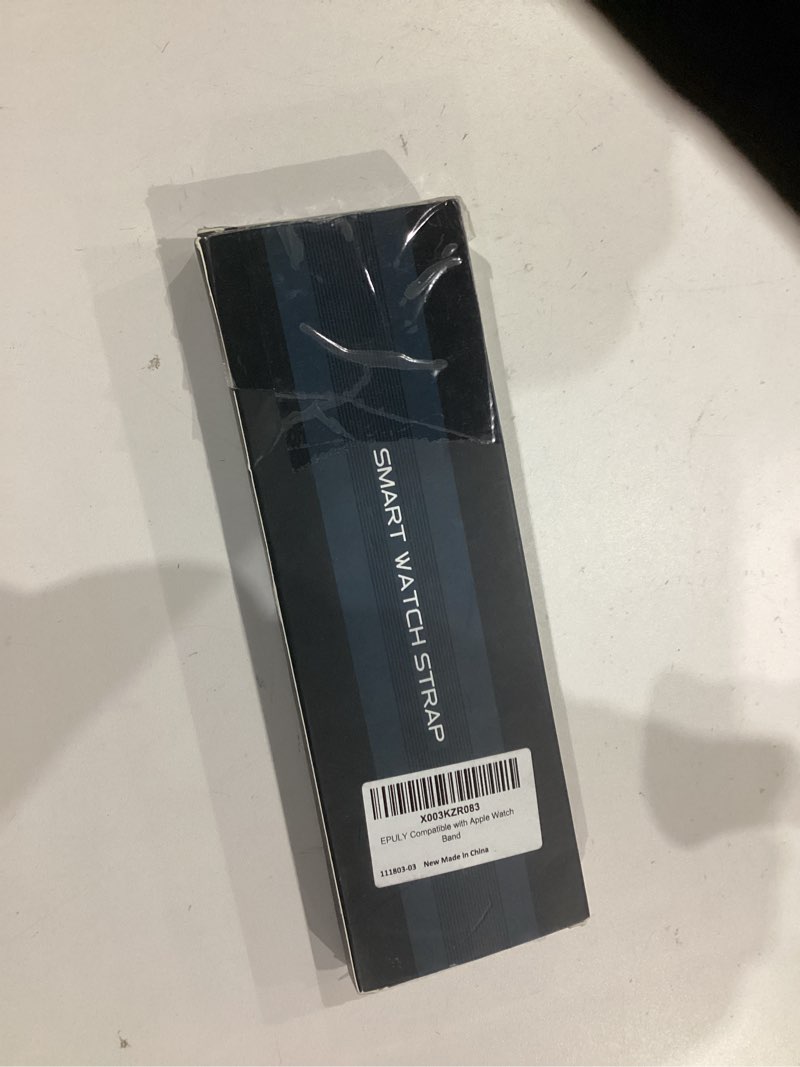 SMART WATCH STRAP
X003KZR083
EPULY Compatible with Apple Watch
Band
111803-03 New Made In China